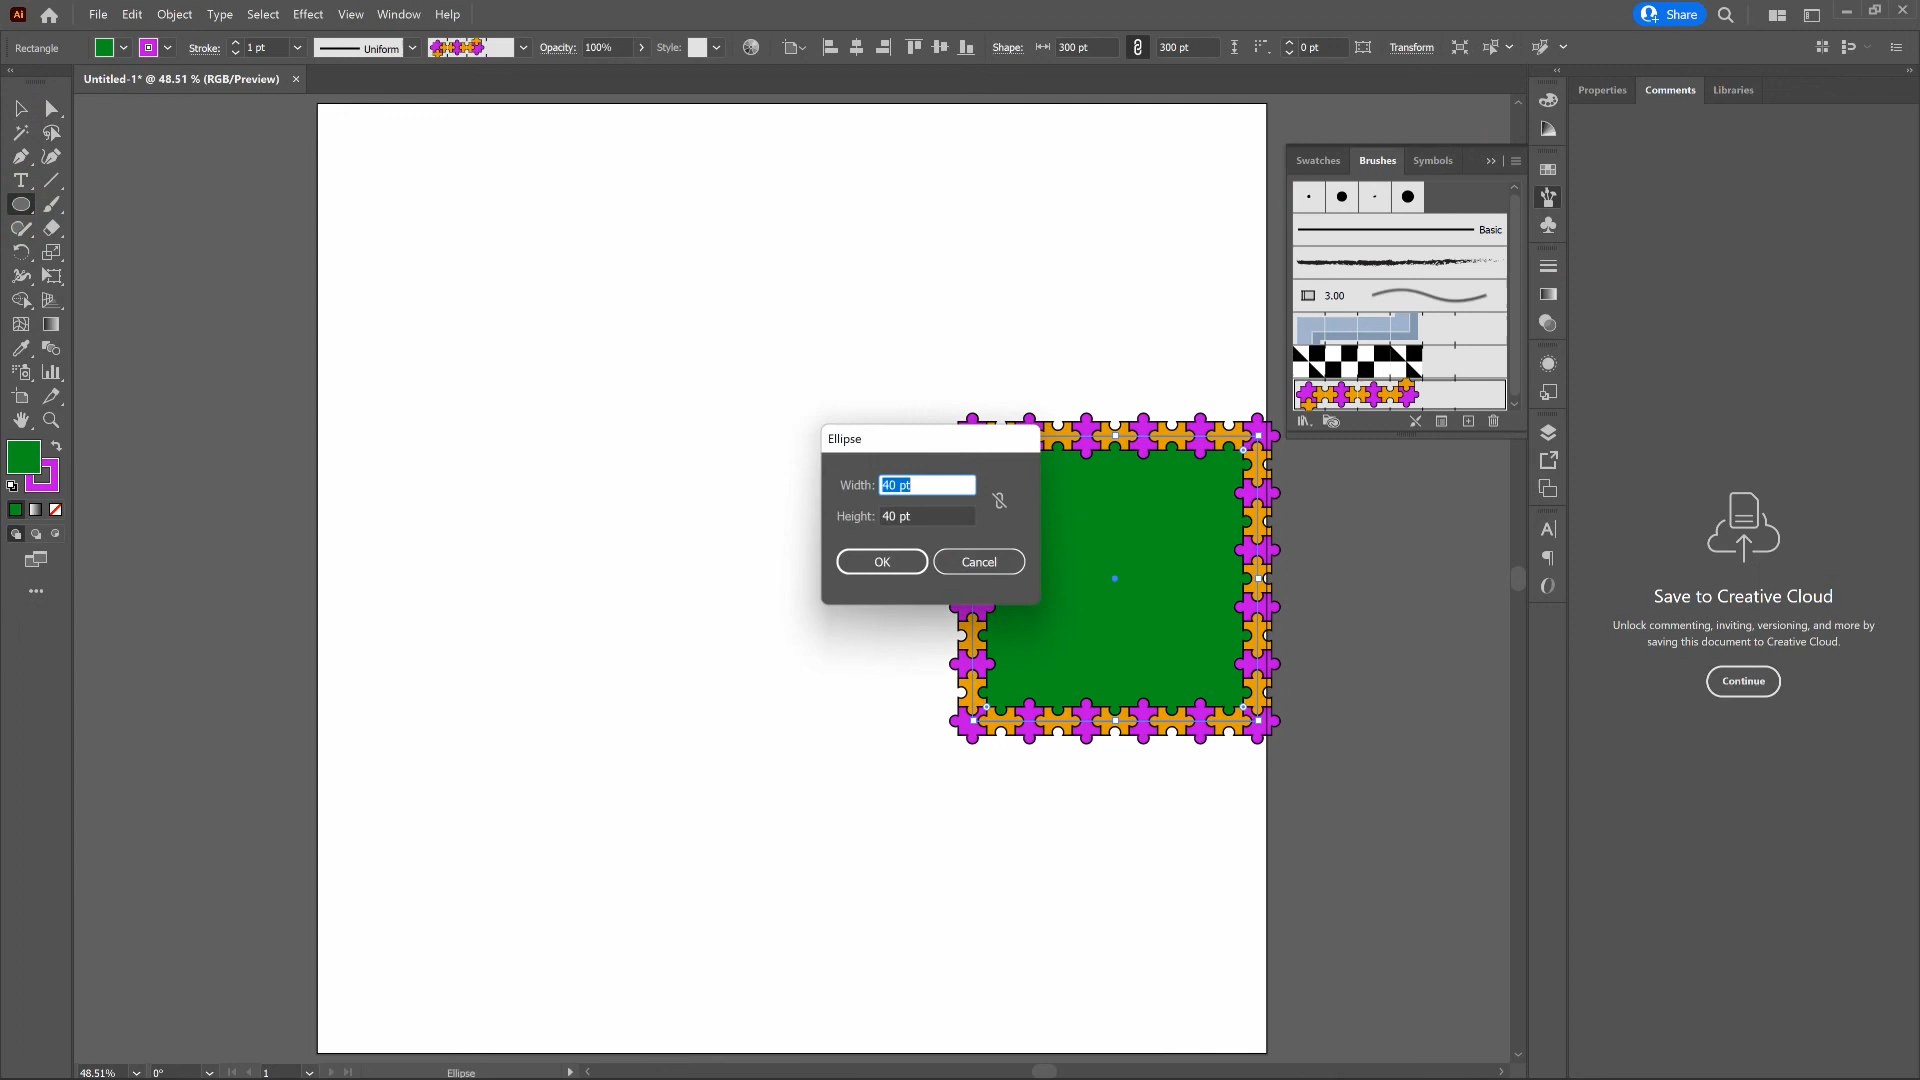 Ai File Edit Object Type Select Effect View Window Help Share
Rectangle Stroke: 1 pt Uniform Opacity: 100% Style: Shape: 300 pt 300 pt 0 pt Transform
Untitled-1* @ 48.51 % (RGB/Preview) ×
Properties Comments Libraries
Swatches Brushes Symbols
Basic
3.00
Ellipse
Width: 40 pt
Height: 40 pt
OK Cancel
Save to Creative Cloud
Unlock commenting, inviting, versioning, and more by
saving this document to Creative Cloud.
Continue
48.51% 0° 1 Ellipse